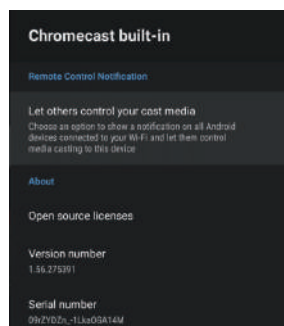 Chromecast built-in
Remote Control Notification
Let others control your cast media
Choose an option to show a notification on all Android
devices connected to your Wi-Fi and let them control
media casting to this device
About
Open source licenses
Version number
1.56.275391
Serial number